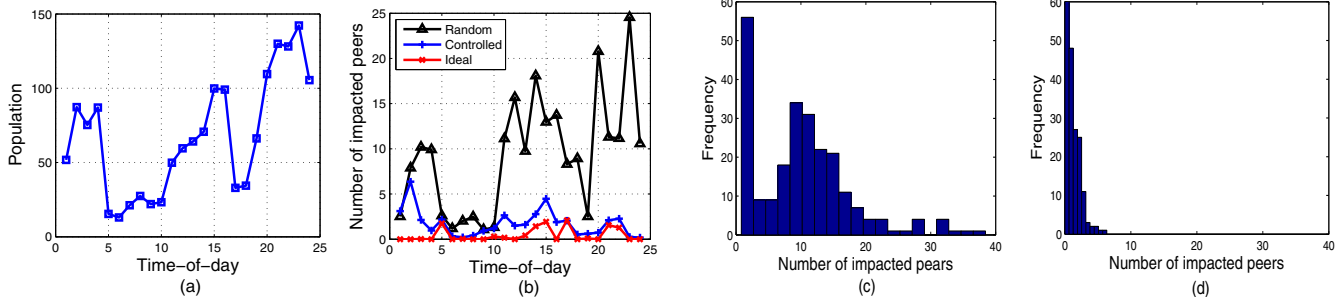 150
100
50
0
Population
0 5 10 15 20 25
Time-of-day
(a)
25
20
15
10
5
0
Number of impacted peers
Random
Controlled
Ideal
0 5 10 15 20 25
Time-of-day
(b)
60
50
40
30
20
10
0
Frequency
0 10 20 30 40
Number of impacted pears
(c)
60
50
40
30
20
10
0
Frequency
0 10 20 30 40
Number of impacted peers
(d)